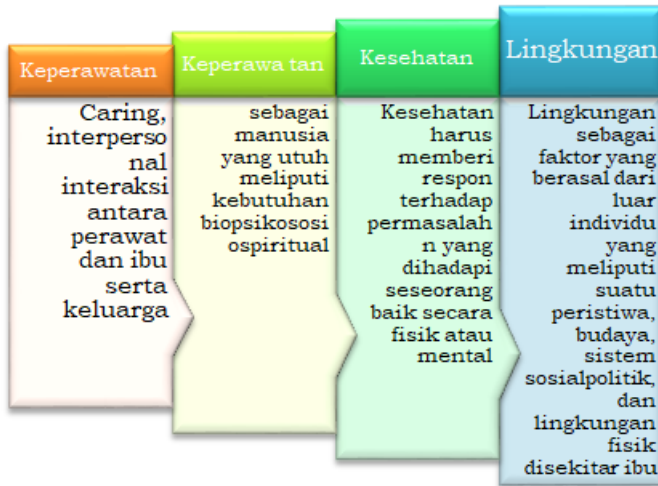 Keperawatan
Caring,
interperso
nal
interaksi
antara
perawat
dan ibu
serta
keluarga
Keperawa tan
sebagai
manusia
yang utuh
meliputi
kebutuhan
biopsikososi
ospiritual
Kesehatan
Kesehatan
harus
memberi
respon
terhadap
permasalah
n yang
dihadapi
seseorang
baik secara
fisik atau
mental
Lingkungan
Lingkungan
sebagai
faktor yang
berasal dari
luar
individu
yang
meliputi
suatu
peristiwa,
budaya,
sistem
sosialpolitik,
dan
lingkungan
fisik
disekitar ibu